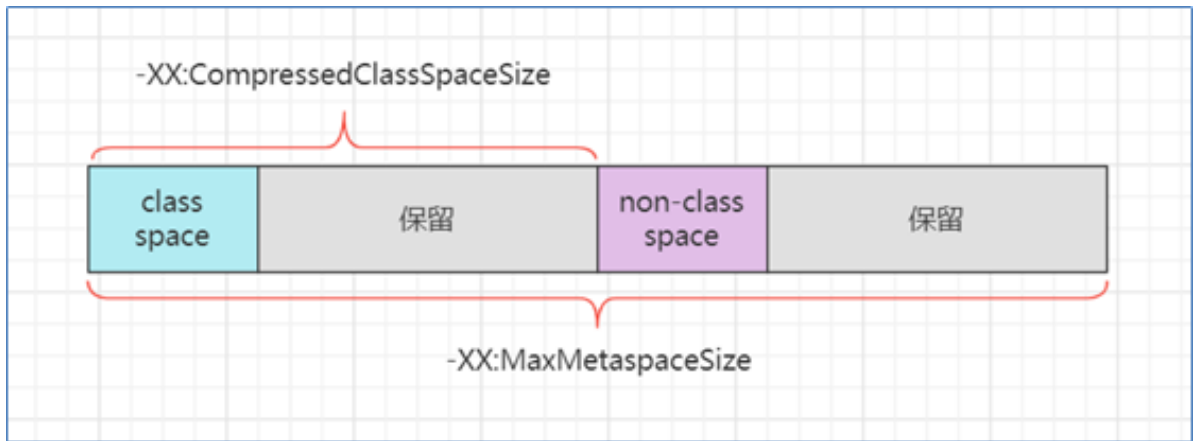 -XX:CompressedClassSpaceSize
class
space
保留
non-class
space
保留
-XX:MaxMetaspaceSize